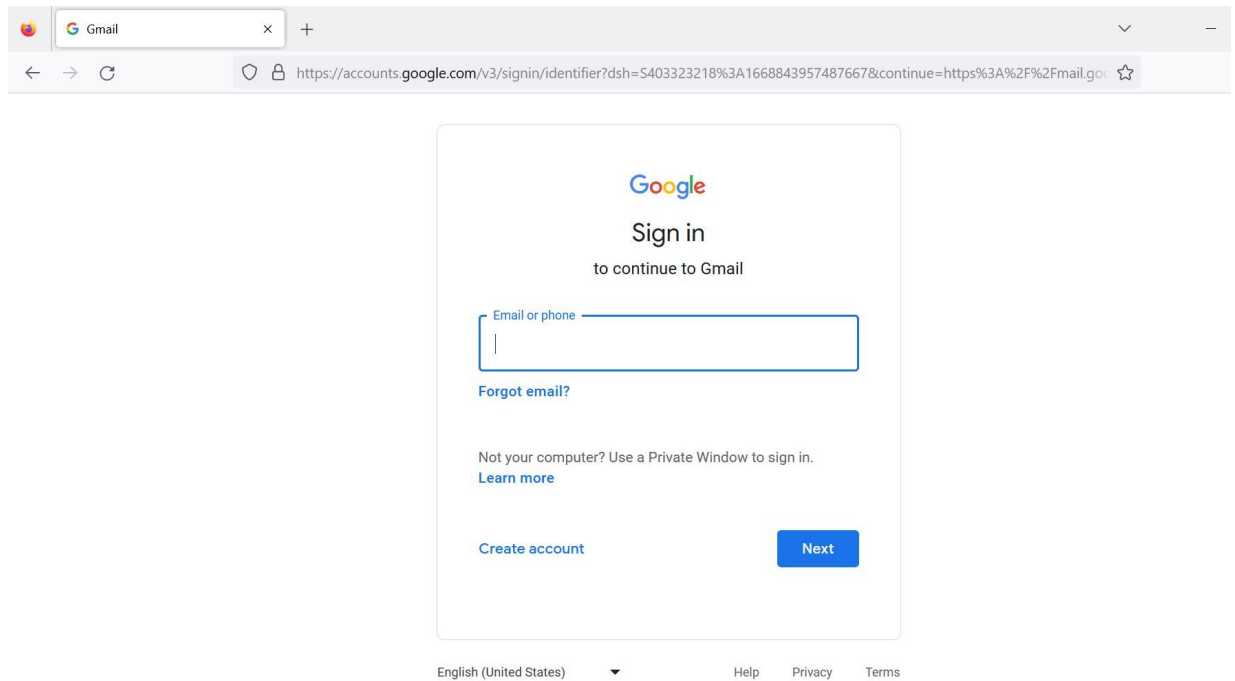 Gmail
https://accounts.google.com/v3/signin/identifier?dsh=S403323218%3A1668843957487667&continue=https%3A%2F%2Fmail.goo
Google
Sign in
to continue to Gmail
Email or phone
Forgot email?
Not your computer? Use a Private Window to sign in.
Learn more
Create account Next
English (United States) Help Privacy Terms